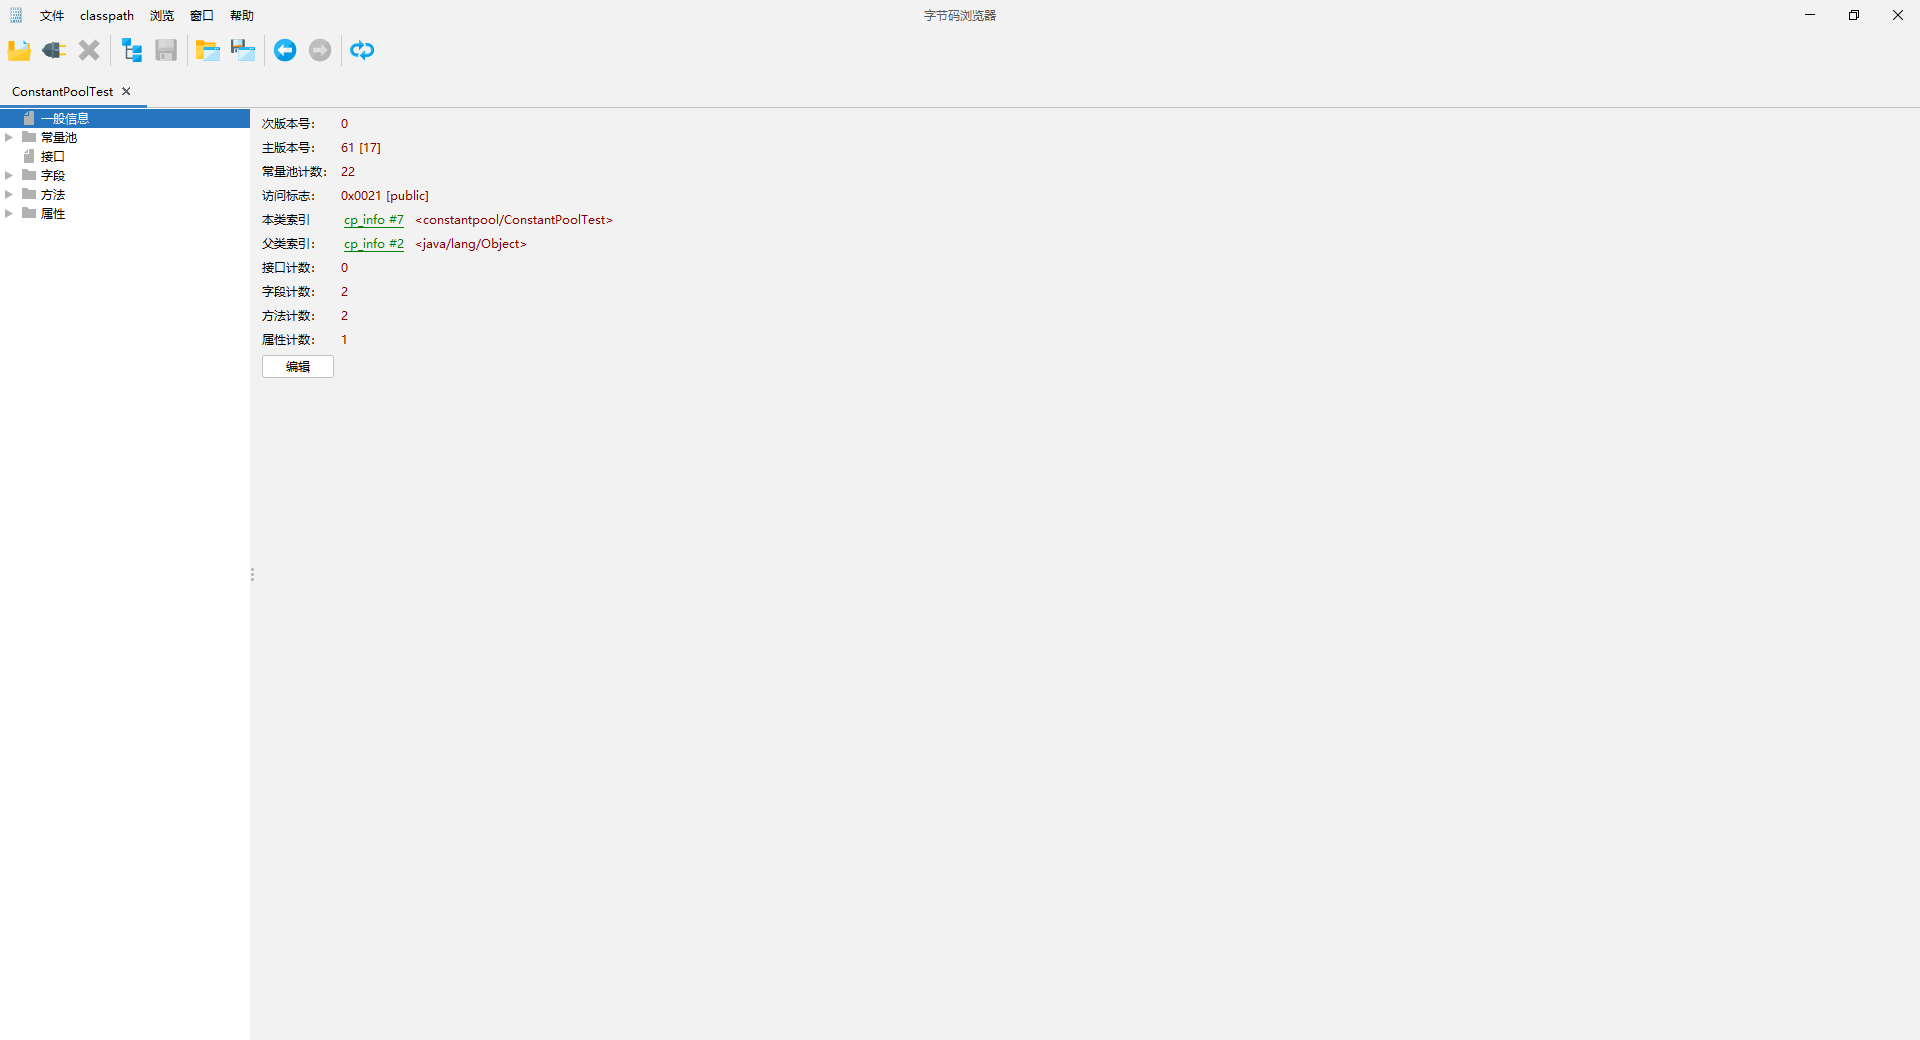 文件 classpath 浏览 窗口 帮助 字节码浏览器
ConstantPoolTest
一般信息
常量池
接口
字段
方法
属性
次版本号: 0
主版本号: 61 [17]
常量池计数: 22
访问标志: 0x0021 [public]
本类索引 cp_info #7 <constantpool/ConstantPoolTest>
父类索引: cp_info #2 <java/lang/Object>
接口计数: 0
字段计数: 2
方法计数: 2
属性计数: 1
编辑